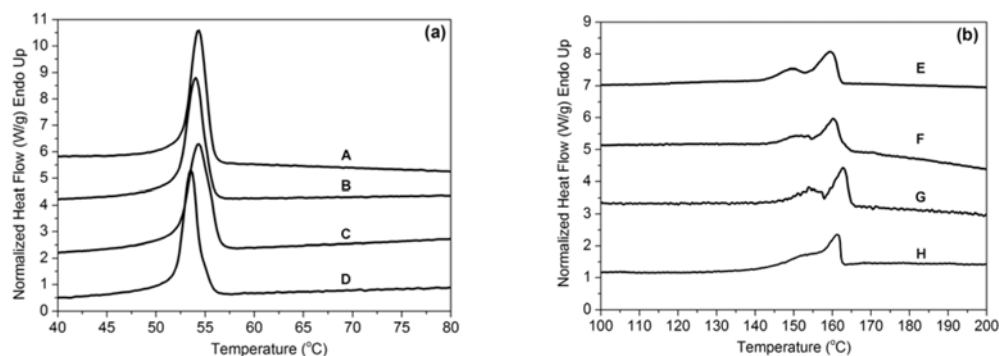 (a)
Normalized Heat Flow (W/g) Endo Up
11
10
9
8
7
6
5
4
3
2
1
0
A
B
C
D
40 45 50 55 60 65 70 75 80
Temperature (°C)
(b)
Normalized Heat Flow (W/g) Endo Up
9
8
7
6
5
4
3
2
1
0
E
F
G
H
100 110 120 130 140 150 160 170 180 190 200
Temperature (°C)